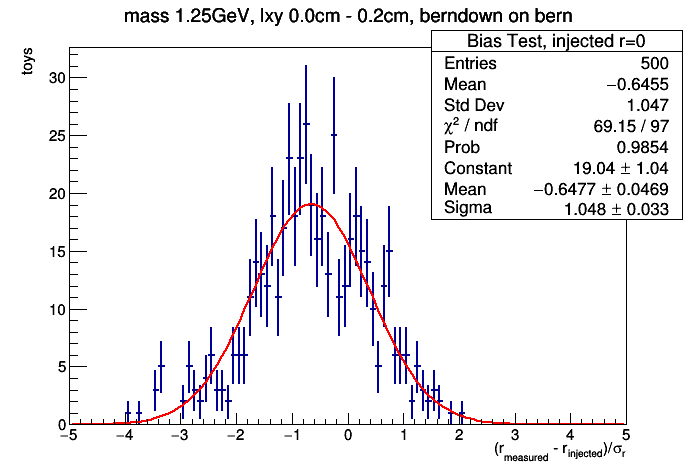 mass 1.25GeV, lxy 0.0cm - 0.2cm, berndown on bern
Bias Test, injected r=0
Entries 500
Mean −0.6455
Std Dev 1.047
χ² / ndf 69.15 / 97
Prob 0.9854
Constant 19.04 ± 1.04
Mean −0.6477 ± 0.0469
Sigma 1.048 ± 0.033
toys
30
25
20
15
10
5
0
−5 −4 −3 −2 −1 0 1 2 3 4 5
(r_measured - r_injected)/σ_r